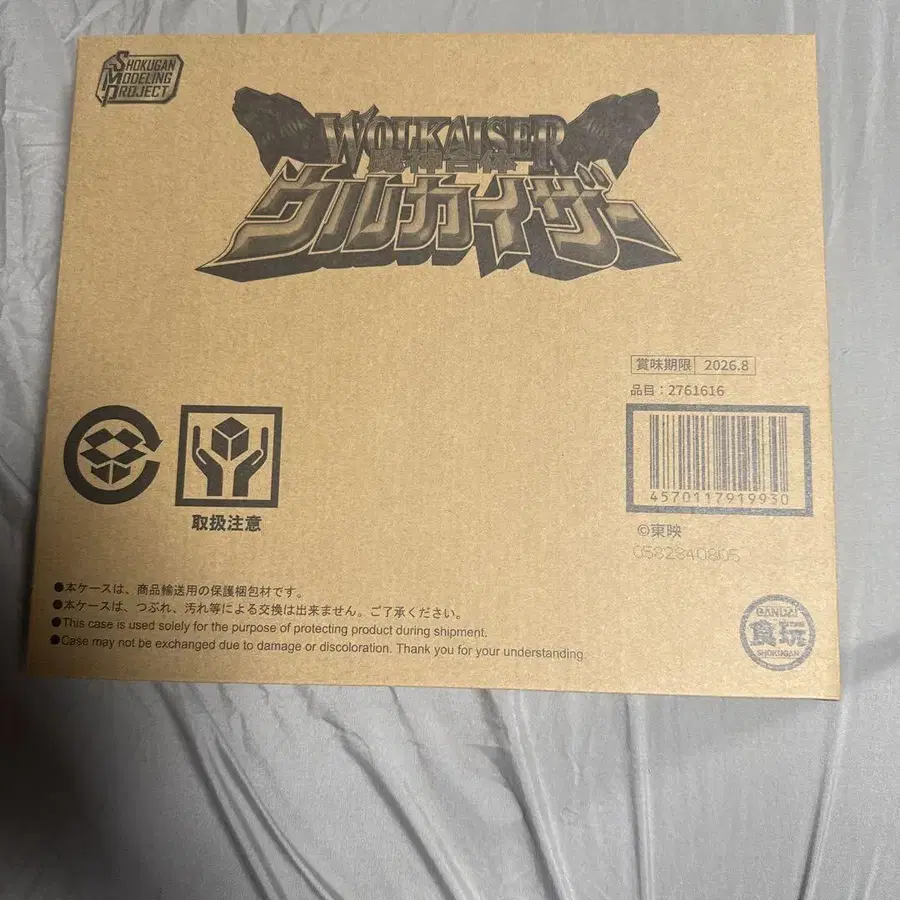 SHOKUGAN
MODELING
PROJECT
WOLKAISER
獣神合体
ウルカイザー
賞味期限 2026.8
品目：2761616
4570117919930
取扱注意
©東映
0582840805
●本ケースは、商品輸送用の保護梱包材です。
●本ケースは、つぶれ、汚れ等による交換は出来ません。ご了承ください。
●This case is used solely for the purpose of protecting product during shipment.
●Case may not be exchanged due to damage or discoloration. Thank you for your understanding.
BANDAI
食玩
SHOKUGAN